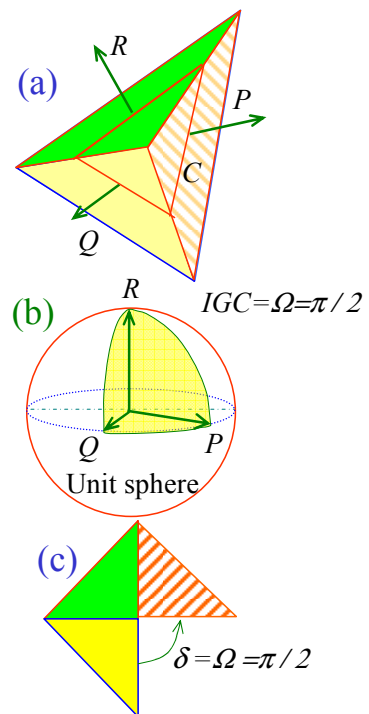 R
(a)
P
C
Q
R
IGC=Ω=π/2
(b)
Q
P
Unit sphere
(c)
δ=Ω=π/2